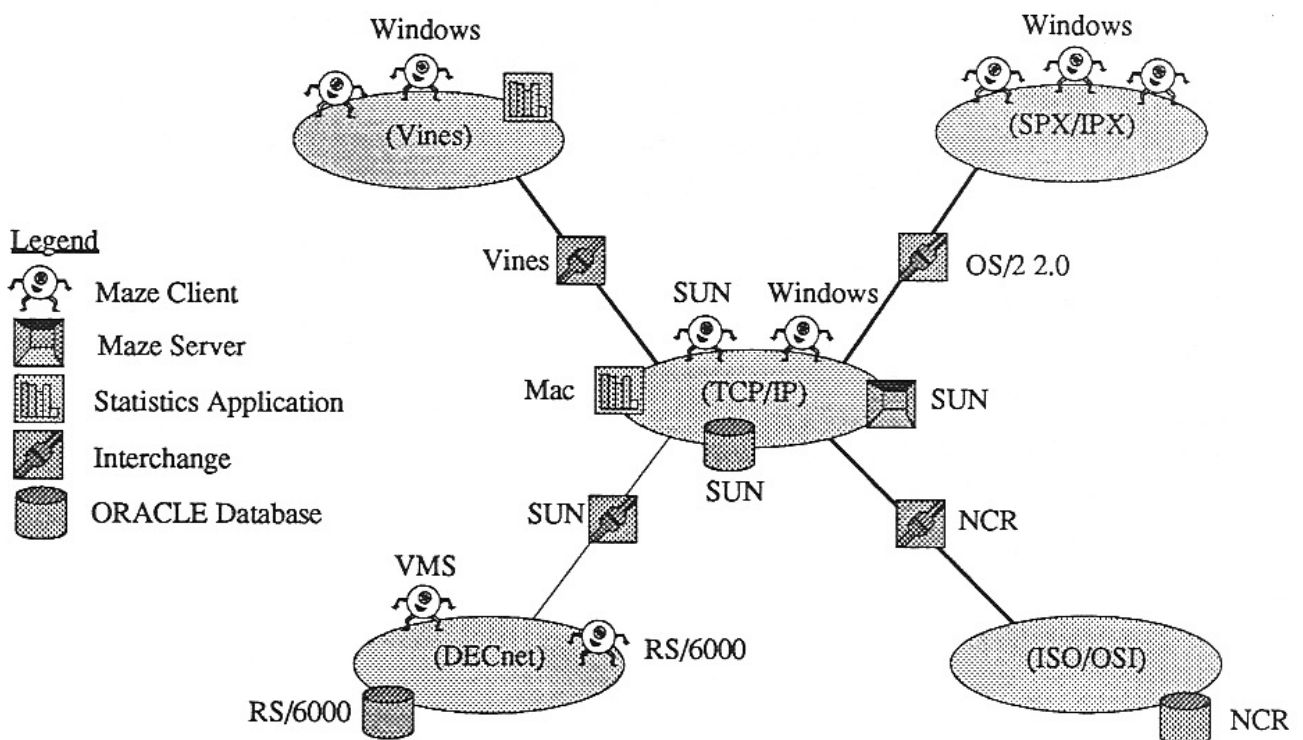 Windows
Windows
(Vines)
(SPX/IPX)
Legend
Maze Client
Maze Server
Statistics Application
Interchange
ORACLE Database
Vines
OS/2 2.0
SUN
Windows
Mac
(TCP/IP)
SUN
SUN
SUN
NCR
VMS
(DECnet)
RS/6000
(ISO/OSI)
RS/6000
NCR